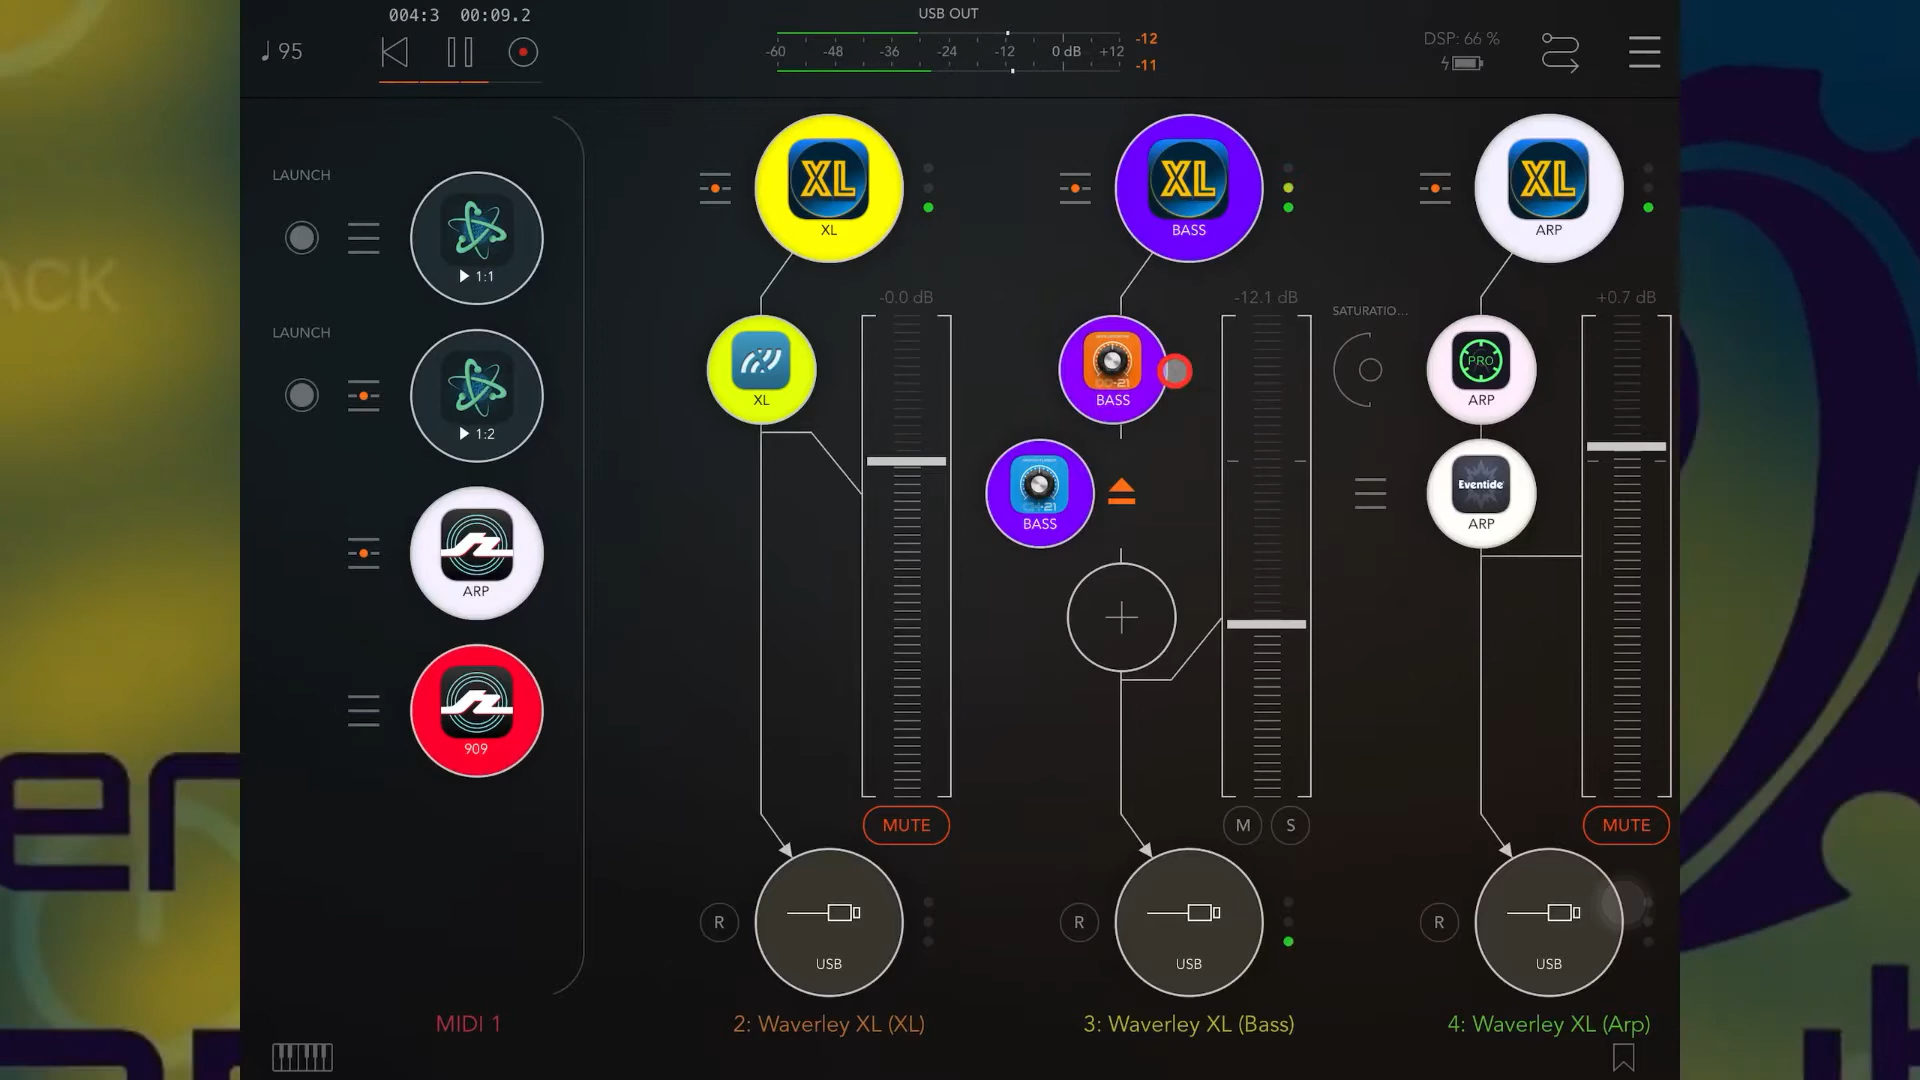 004:3 00:09.2
USB OUT
95
-60 -48 -36 -24 -12 0 dB +12
-12
-11
DSP: 66 %
ACK
LAUNCH
1:1
LAUNCH
1:2
ARP
909
MIDI 1
XL
XL
-0.0 dB
XL
MUTE
R
USB
2: Waverley XL (XL)
XL
BASS
-12.1 dB
BASS
BASS
M S
R
USB
3: Waverley XL (Bass)
XL
ARP
SATURATIO...
+0.7 dB
PRO
ARP
Eventide
ARP
MUTE
R
USB
4: Waverley XL (Arp)
er